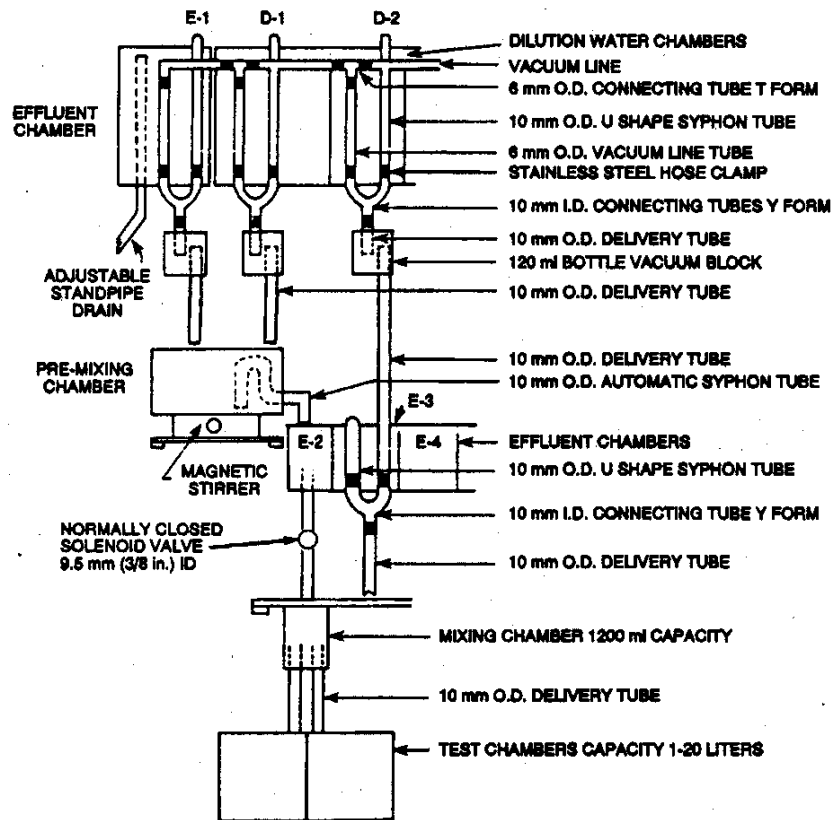 E-1
D-1
D-2
DILUTION WATER CHAMBERS
VACUUM LINE
6 mm O.D. CONNECTING TUBE T FORM
EFFLUENT
CHAMBER
10 mm O.D. U SHAPE SYPHON TUBE
6 mm O.D. VACUUM LINE TUBE
STAINLESS STEEL HOSE CLAMP
10 mm I.D. CONNECTING TUBES Y FORM
10 mm O.D. DELIVERY TUBE
120 ml BOTTLE VACUUM BLOCK
ADJUSTABLE
STANDPIPE
DRAIN
10 mm O.D. DELIVERY TUBE
PRE-MIXING
CHAMBER
10 mm O.D. DELIVERY TUBE
10 mm O.D. AUTOMATIC SYPHON TUBE
E-3
E-2
E-4
EFFLUENT CHAMBERS
MAGNETIC
STIRRER
10 mm O.D. U SHAPE SYPHON TUBE
10 mm I.D. CONNECTING TUBE Y FORM
NORMALLY CLOSED
SOLENOID VALVE
9.5 mm (3/8 in.) ID
10 mm O.D. DELIVERY TUBE
MIXING CHAMBER 1200 ml CAPACITY
10 mm O.D. DELIVERY TUBE
TEST CHAMBERS CAPACITY 1-20 LITERS